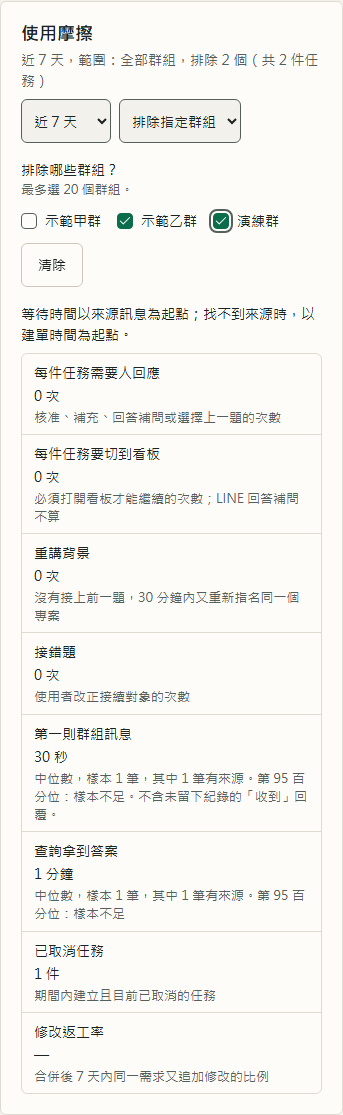 使用摩擦
近 7 天，範圍：全部群組，排除 2 個（共 2 件任
務）
近 7 天
排除指定群組
排除哪些群組？
最多選 20 個群組。
示範甲群
示範乙群
演練群
清除
等待時間以來源訊息為起點；找不到來源時，以
建單時間為起點。
每件任務需要人回應
0 次
核准、補充、回答補問或選擇上一題的次數
每件任務要切到看板
0 次
必須打開看板才能繼續的次數；LINE 回答補問
不算
重講背景
0 次
沒有接上前一題，30 分鐘內又重新指名同一個
專案
接錯題
0 次
使用者改正接續對象的次數
第一則群組訊息
30 秒
中位數，樣本 1 筆，其中 1 筆有來源。第 95 百
分位：樣本不足。不含未留下紀錄的「收到」回
覆。
查詢拿到答案
1 分鐘
中位數，樣本 1 筆，其中 1 筆有來源。第 95 百
分位：樣本不足
已取消任務
1 件
期間內建立且目前已取消的任務
修改返工率
—
合併後 7 天內同一需求又追加修改的比例